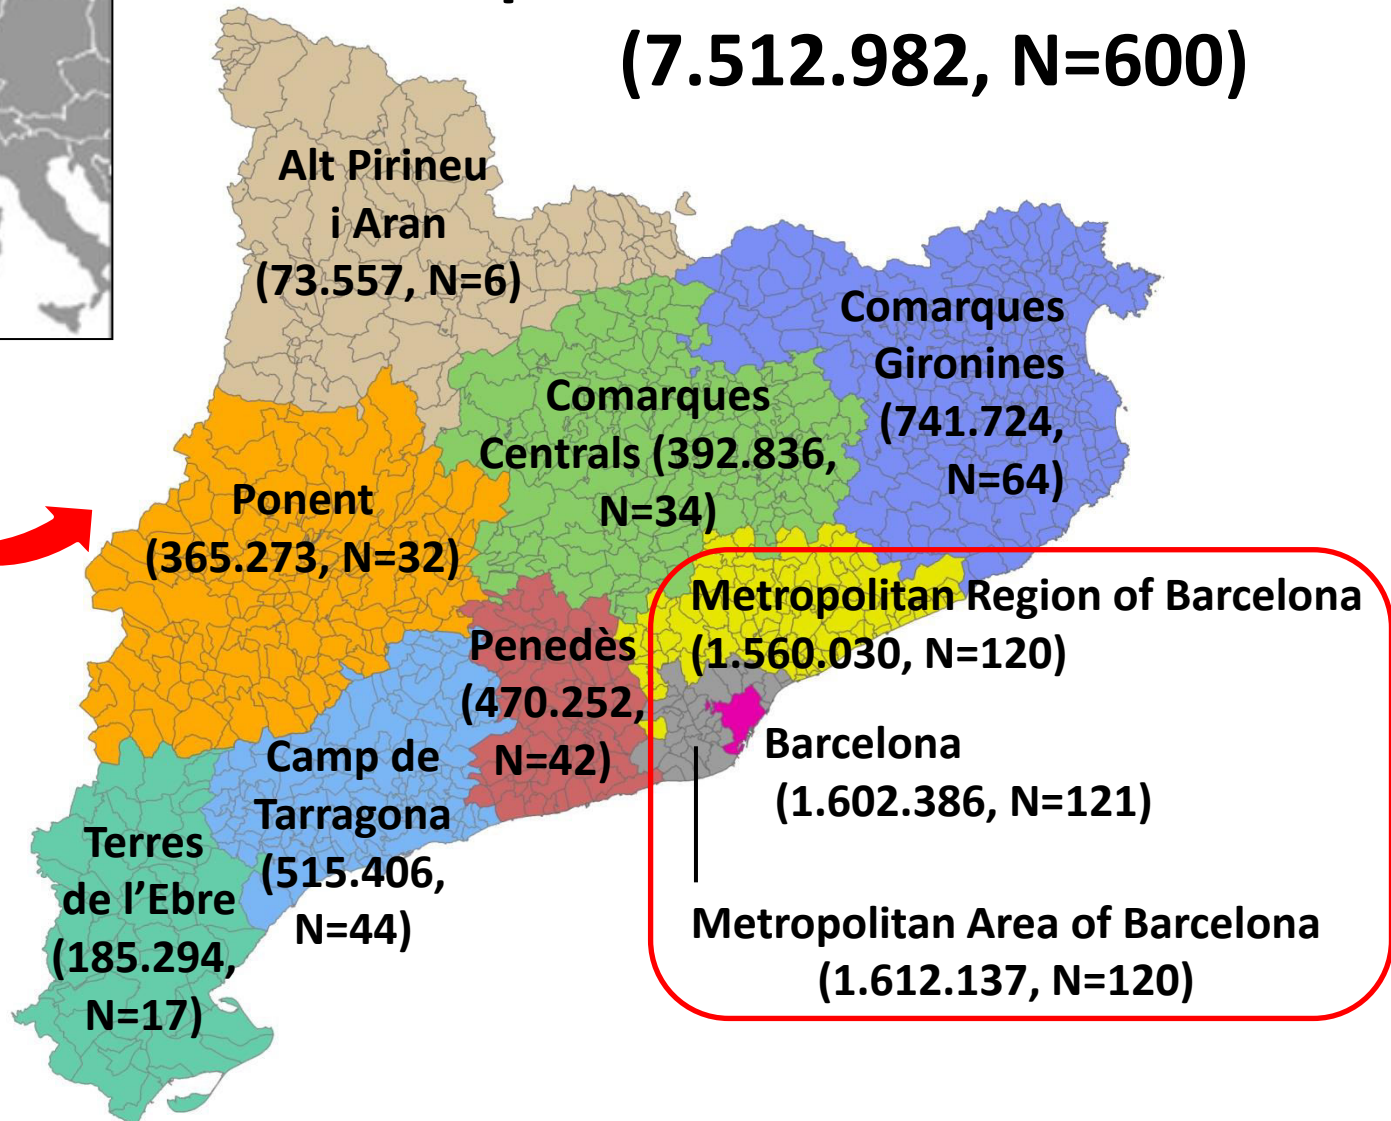 (7.512.982, N=600)
Alt Pirineu
i Aran
(73.557, N=6)
Comarques
Gironines
(741.724,
N=64)
Comarques
Centrals (392.836,
N=34)
Ponent
(365.273, N=32)
Metropolitan Region of Barcelona
(1.560.030, N=120)
Penedès
(470.252,
N=42)
Barcelona
(1.602.386, N=121)
Camp de
Tarragona
(515.406,
N=44)
Terres
de l’Ebre
(185.294,
N=17)
Metropolitan Area of Barcelona
(1.612.137, N=120)